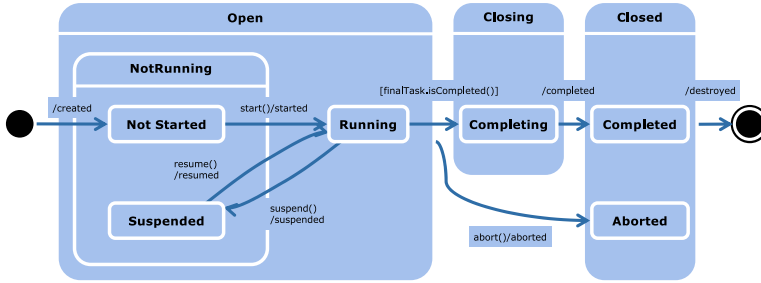 Open
Closing
Closed
NotRunning
/created
start()/started
[finalTask.isCompleted()]
/completed
/destroyed
Not Started
Running
Completing
Completed
resume()
/resumed
suspend()
/suspended
Suspended
Aborted
abort()/aborted